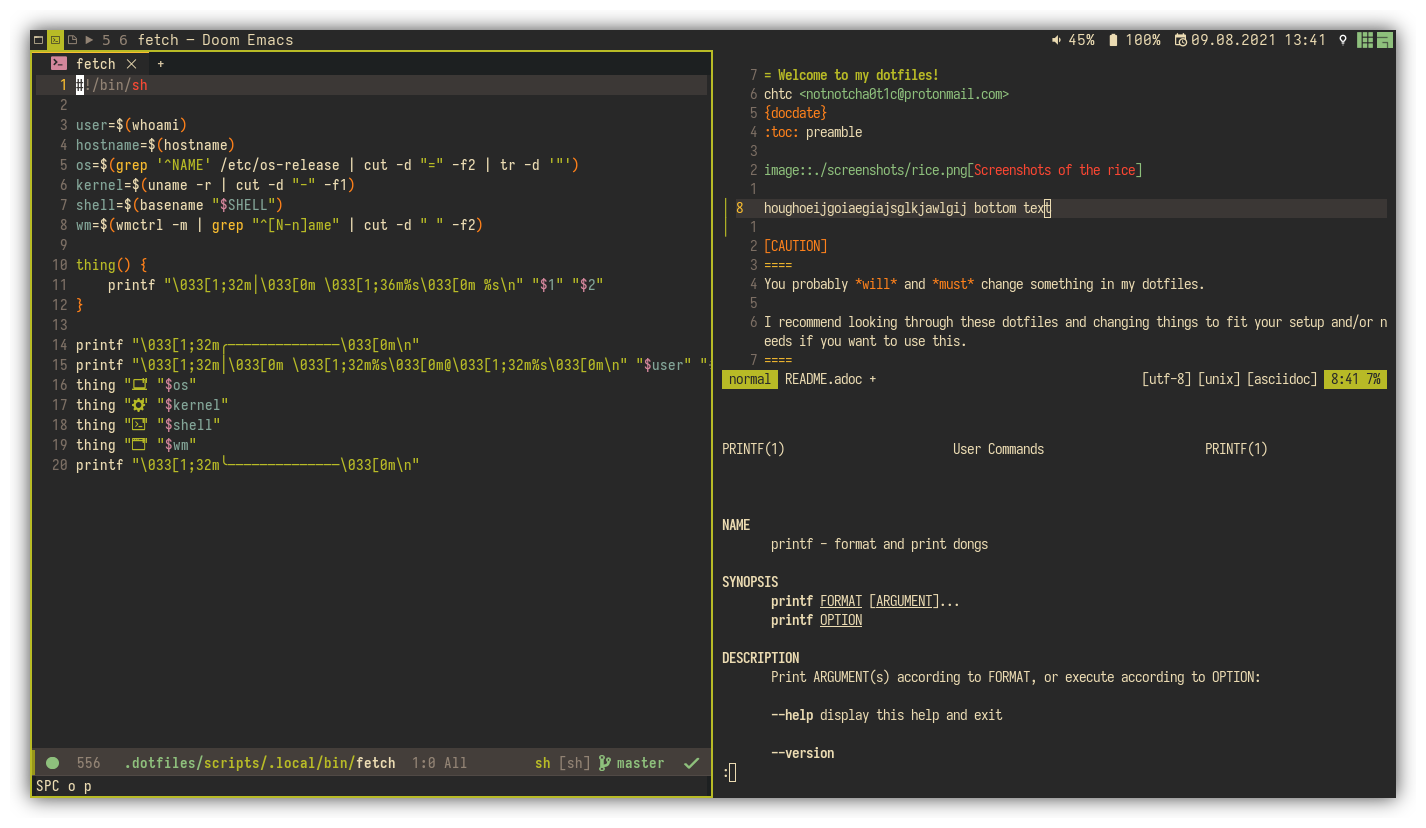 5 6 fetch – Doom Emacs
45% 100% 09.08.2021 13:41
fetch × +
1 #!/bin/sh
2
3 user=$(whoami)
4 hostname=$(hostname)
5 os=$(grep '^NAME' /etc/os-release | cut -d "=" -f2 | tr -d '"')
6 kernel=$(uname -r | cut -d "-" -f1)
7 shell=$(basename "$SHELL")
8 wm=$(wmctrl -m | grep "^[N-n]ame" | cut -d " " -f2)
9
10 thing() {
11     printf "\033[1;32m│\033[0m \033[1;36m%s\033[0m %s\n" "$1" "$2"
12 }
13
14 printf "\033[1;32m╭──────────────\033[0m\n"
15 printf "\033[1;32m│\033[0m \033[1;32m%s\033[0m@\033[1;32m%s\033[0m\n" "$user" "
16 thing "" "$os"
17 thing "" "$kernel"
18 thing "" "$shell"
19 thing "" "$wm"
20 printf "\033[1;32m╰──────────────\033[0m\n"
556 .dotfiles/scripts/.local/bin/fetch 1:0 All sh [sh] master
SPC o p
7 = Welcome to my dotfiles!
6 chtc <notnotcha0t1c@protonmail.com>
5 {docdate}
4 :toc: preamble
3
2 image::./screenshots/rice.png[Screenshots of the rice]
1
8 houghoeijgoiaegiajsglkjawlgij bottom text
1
2 [CAUTION]
3 ====
4 You probably *will* and *must* change something in my dotfiles.
5
6 I recommend looking through these dotfiles and changing things to fit your setup and/or n
eeds if you want to use this.
7 ====
normal README.adoc + [utf-8] [unix] [asciidoc] 8:41 7%
PRINTF(1) User Commands PRINTF(1)
NAME
printf - format and print dongs
SYNOPSIS
printf FORMAT [ARGUMENT]...
printf OPTION
DESCRIPTION
Print ARGUMENT(s) according to FORMAT, or execute according to OPTION:
--help display this help and exit
--version
: